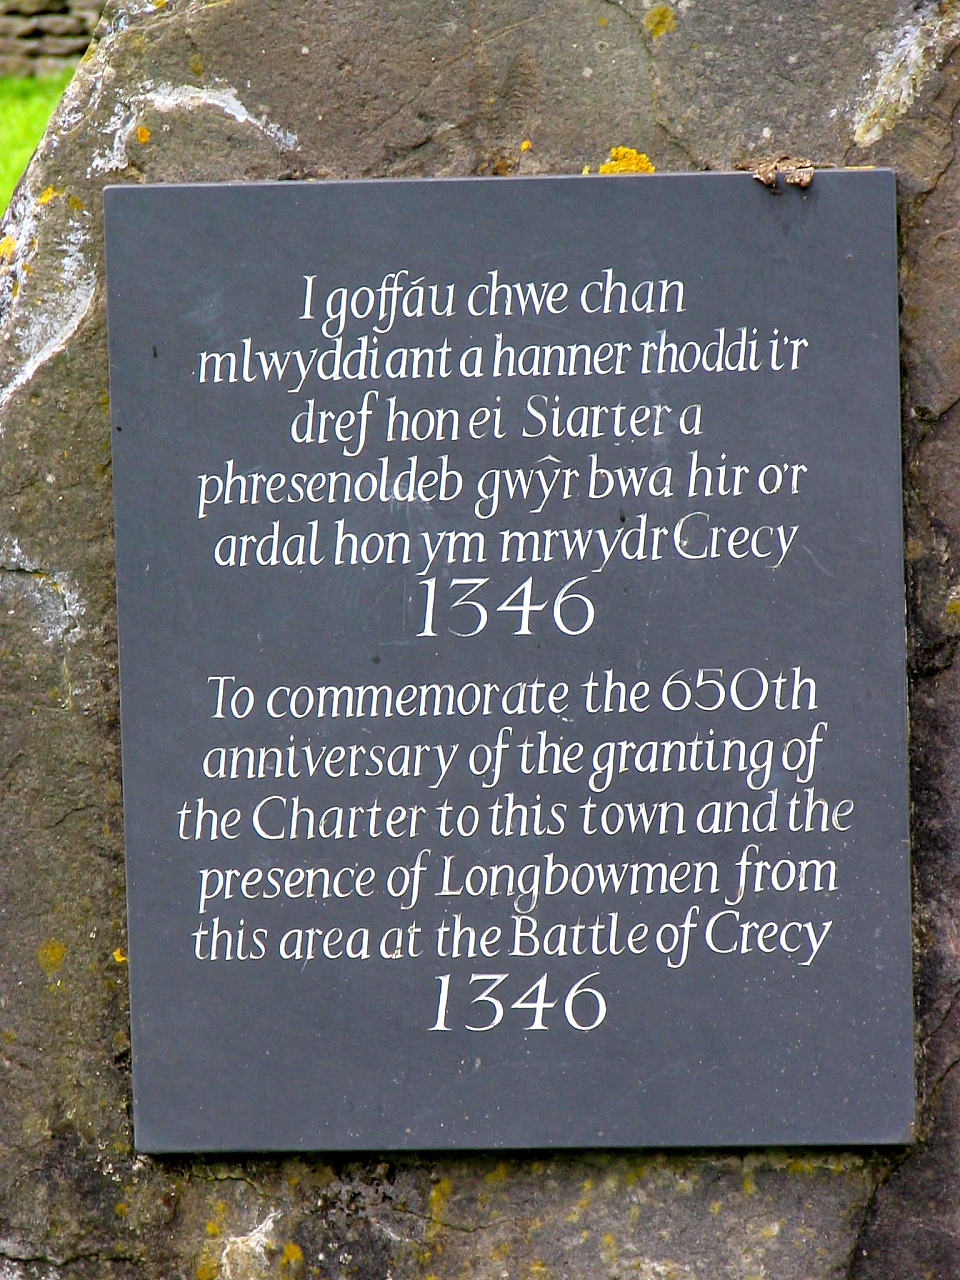 I goffáu chwe chan
mlwyddiant a hanner rhoddi i'r
dref hon ei Siarter a
phresenoldeb gwŷr bwa hir o'r
ardal hon ym mrwydr Crecy
1346
To commemorate the 650th
anniversary of the granting of
the Charter to this town and the
presence of Longbowmen from
this area at the Battle of Crecy
1346